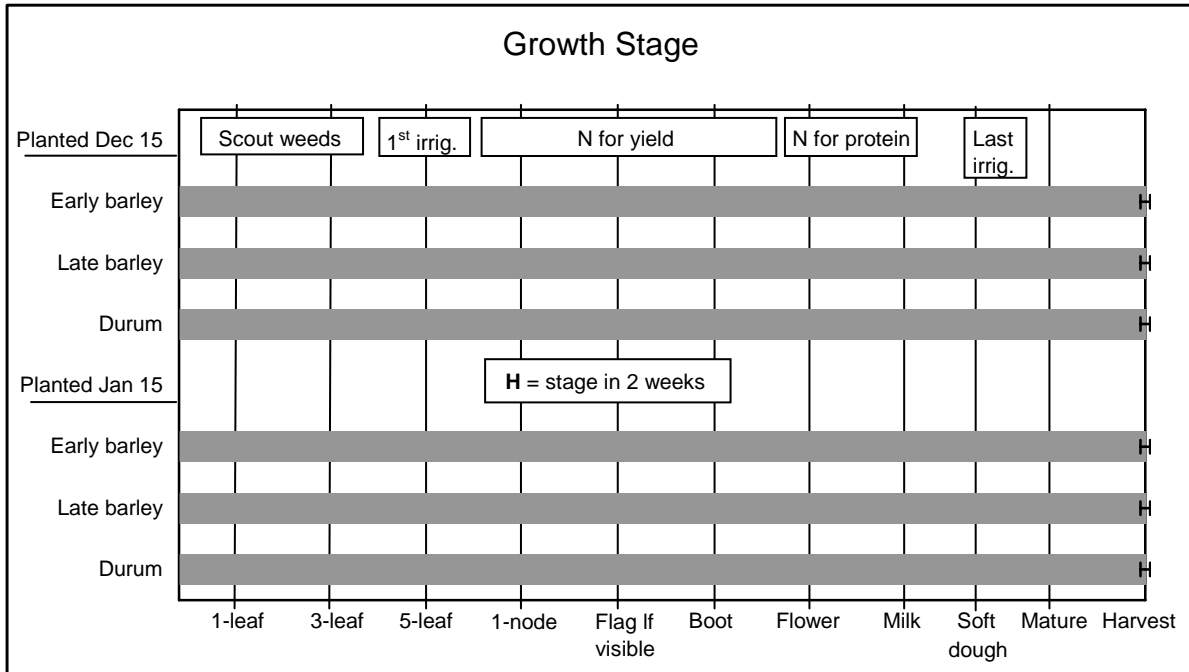 Growth Stage
Planted Dec 15
Scout weeds
1st irrig.
N for yield
N for protein
Last
irrig.
Early barley
Late barley
Durum
Planted Jan 15
H = stage in 2 weeks
Early barley
Late barley
Durum
1-leaf
3-leaf
5-leaf
1-node
Flag lf
visible
Boot
Flower
Milk
Soft
dough
Mature
Harvest